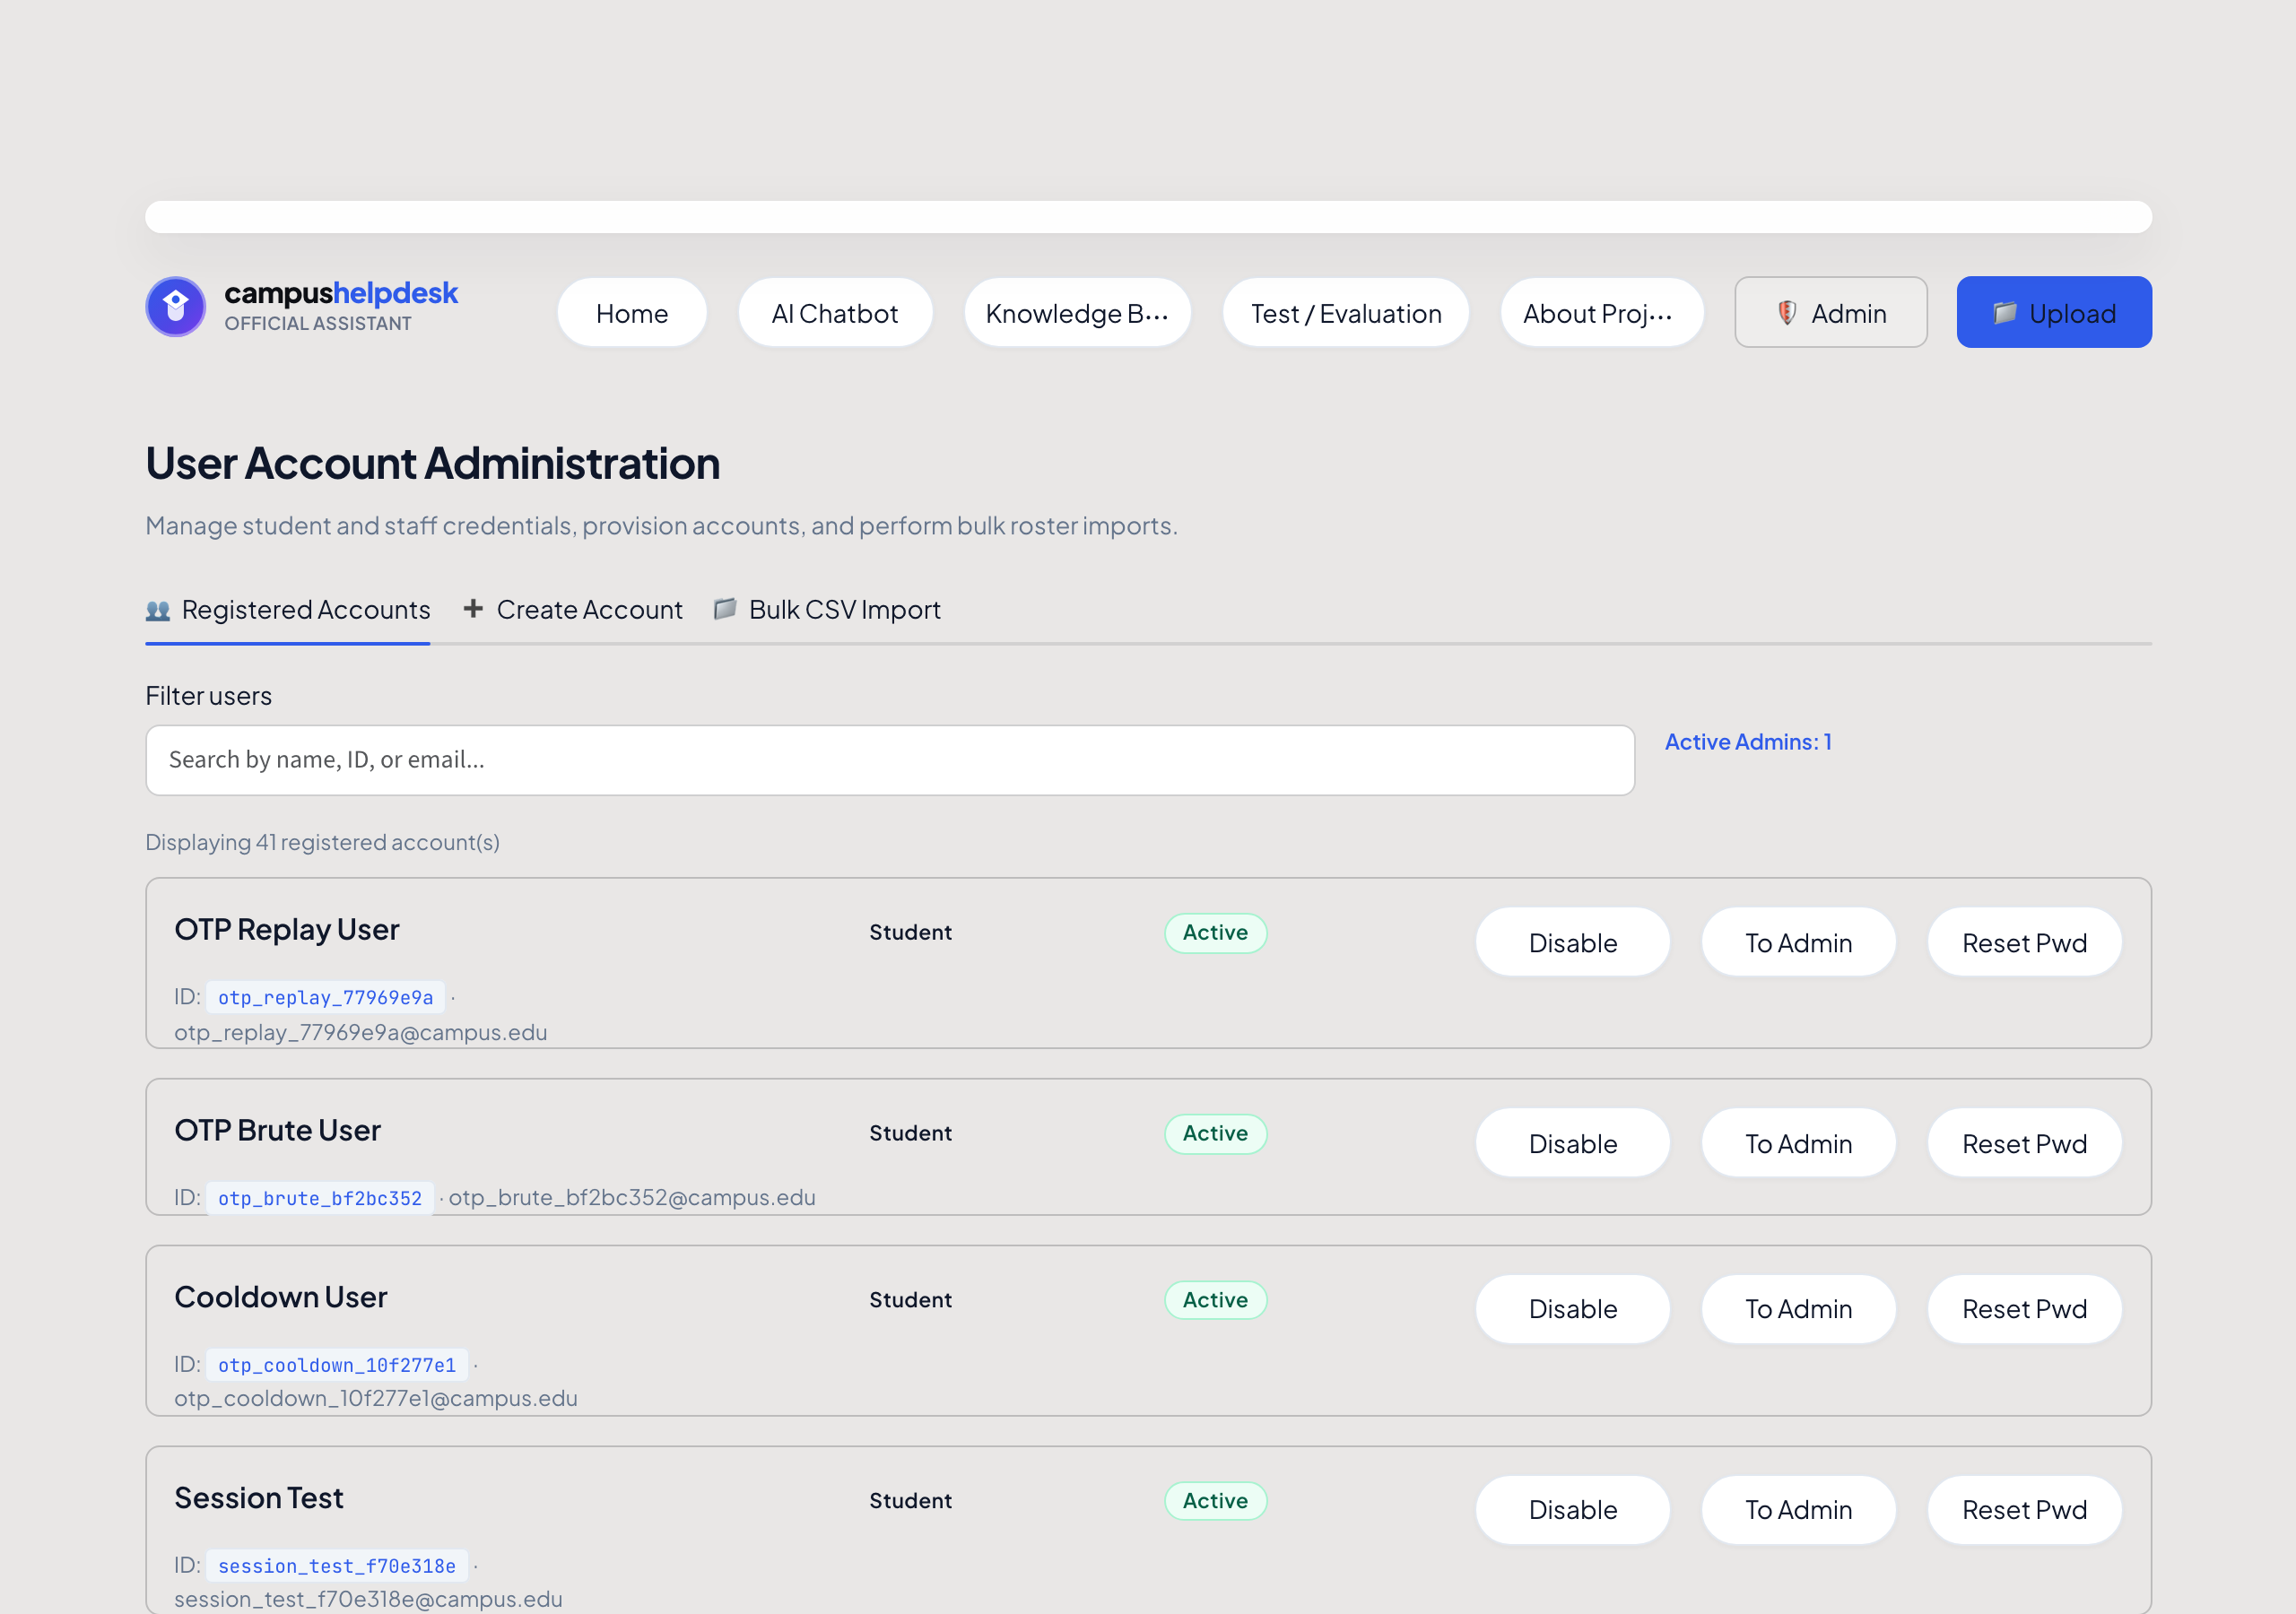 campushelpdesk
OFFICIAL ASSISTANT
Home
AI Chatbot
Knowledge B...
Test / Evaluation
About Proj...
Admin
Upload
User Account Administration
Manage student and staff credentials, provision accounts, and perform bulk roster imports.
Registered Accounts
Create Account
Bulk CSV Import
Filter users
Search by name, ID, or email...
Active Admins: 1
Displaying 41 registered account(s)
OTP Replay User
Student
Active
Disable
To Admin
Reset Pwd
ID: otp_replay_77969e9a ·
otp_replay_77969e9a@campus.edu
OTP Brute User
Student
Active
Disable
To Admin
Reset Pwd
ID: otp_brute_bf2bc352 · otp_brute_bf2bc352@campus.edu
Cooldown User
Student
Active
Disable
To Admin
Reset Pwd
ID: otp_cooldown_10f277e1 ·
otp_cooldown_10f277e1@campus.edu
Session Test
Student
Active
Disable
To Admin
Reset Pwd
ID: session_test_f70e318e ·
session_test_f70e318e@campus.edu